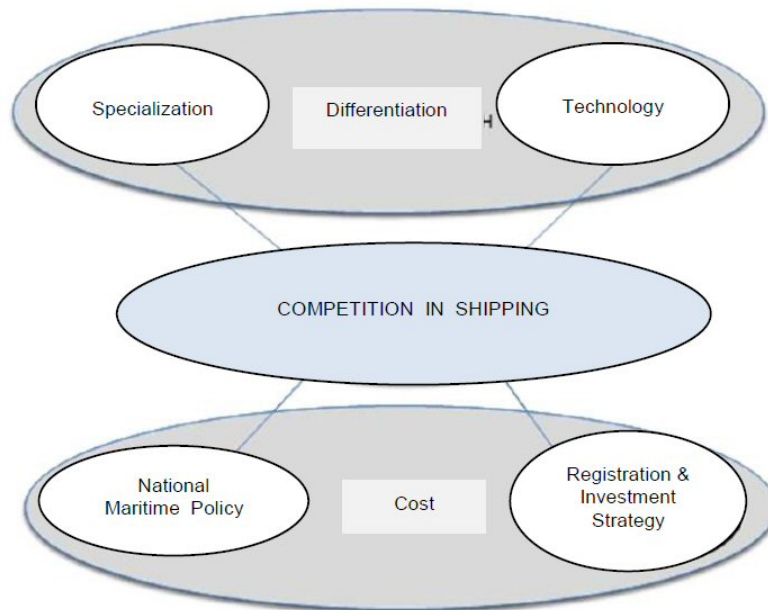 Specialization
Differentiation
Technology
COMPETITION IN SHIPPING
National
Maritime Policy
Cost
Registration &
Investment
Strategy